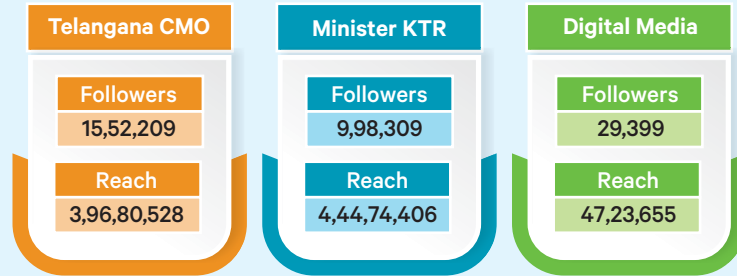 Telangana CMO
Followers
15,52,209
Reach
3,96,80,528
Minister KTR
Followers
9,98,309
Reach
4,44,74,406
Digital Media
Followers
29,399
Reach
47,23,655